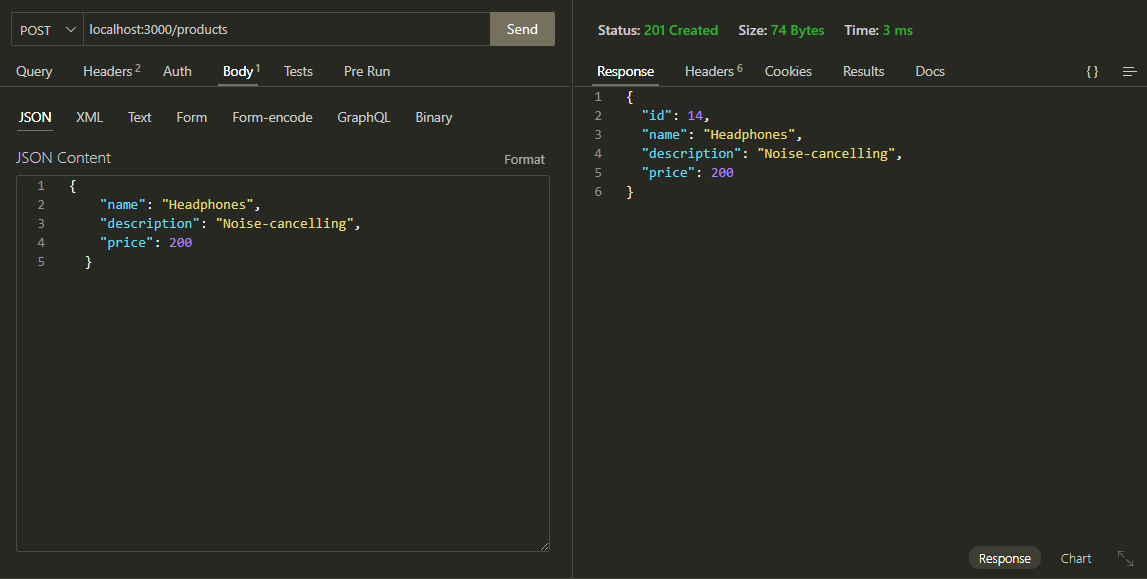 POST localhost:3000/products Send
Query Headers 2 Auth Body 1 Tests Pre Run
JSON XML Text Form Form-encode GraphQL Binary
JSON Content Format
1 {
2 "name": "Headphones",
3 "description": "Noise-cancelling",
4 "price": 200
5 }
Status: 201 Created Size: 74 Bytes Time: 3 ms
Response Headers 6 Cookies Results Docs { }
1 {
2 "id": 14,
3 "name": "Headphones",
4 "description": "Noise-cancelling",
5 "price": 200
6 }
Response Chart